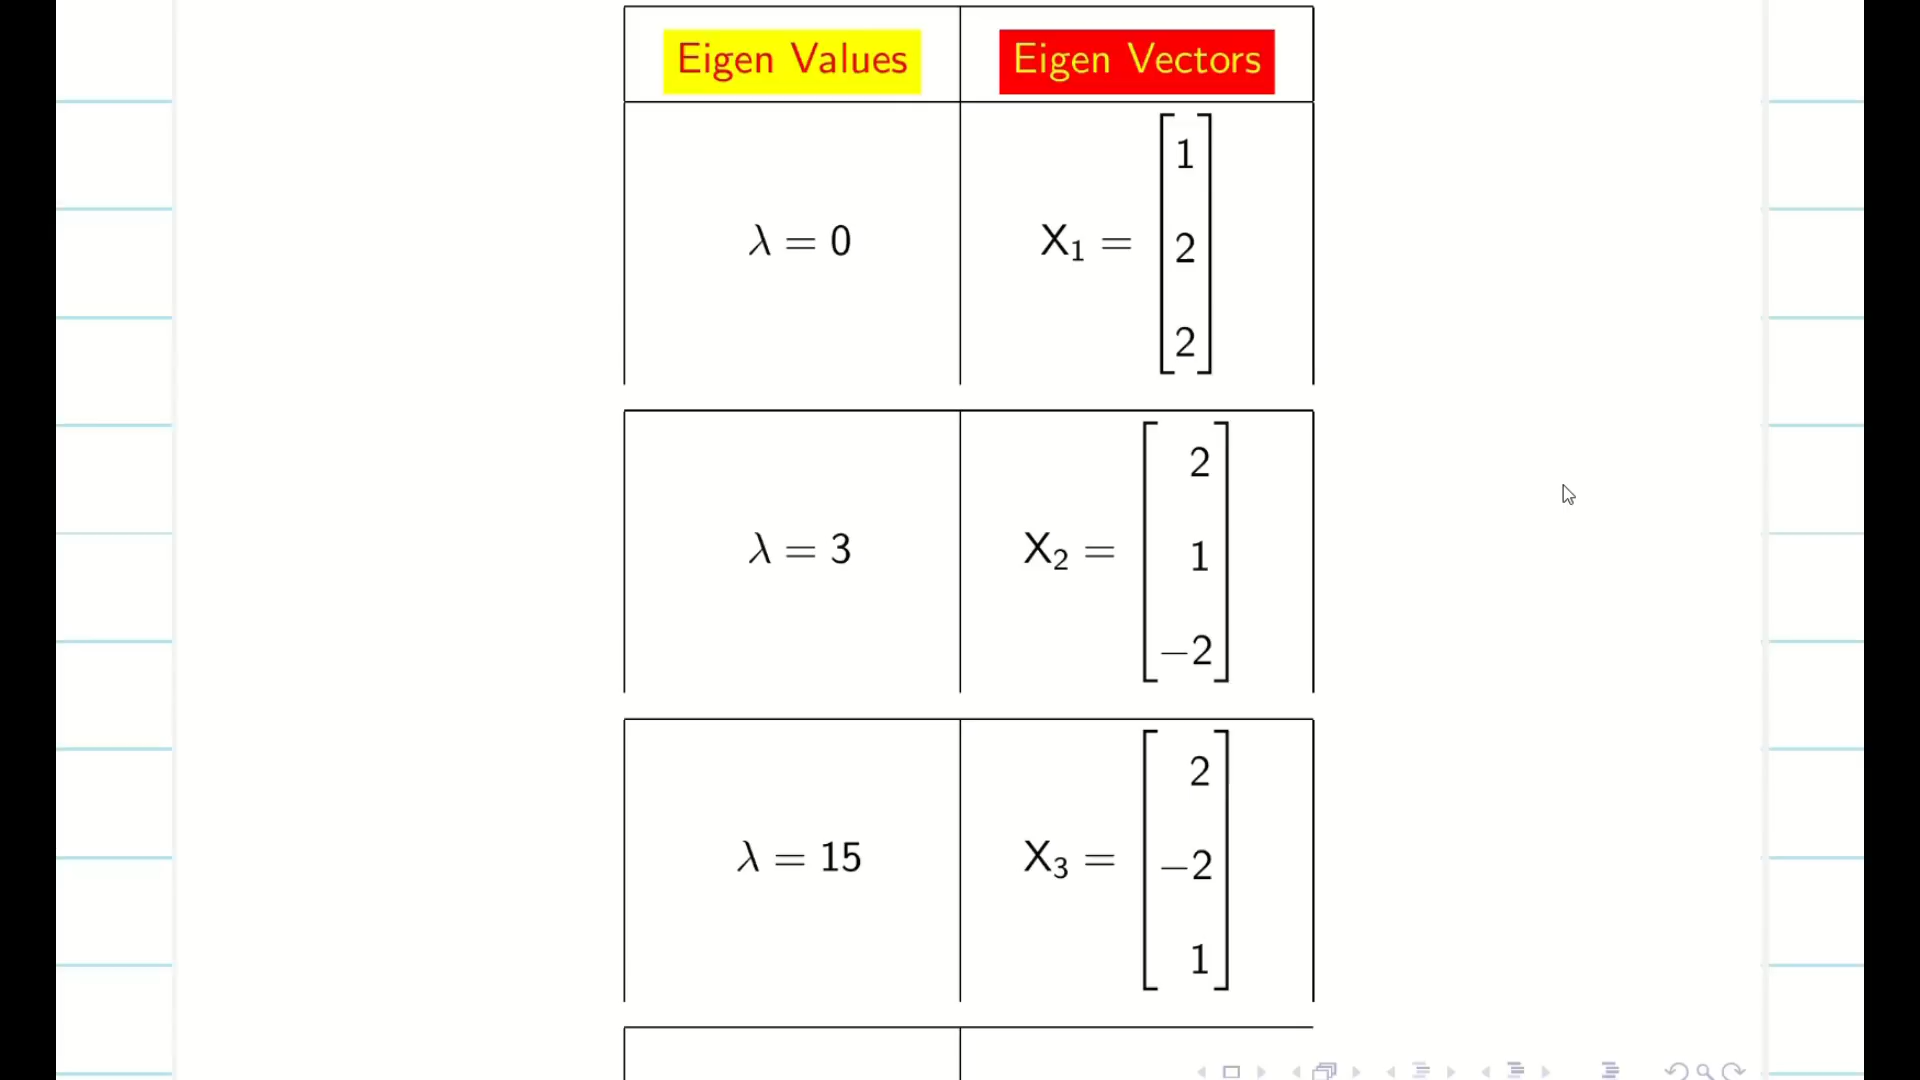 Eigen Values Eigen Vectors
λ = 0 X₁ = [1 2 2]
λ = 3 X₂ = [2 1 −2]
λ = 15 X₃ = [2 −2 1]